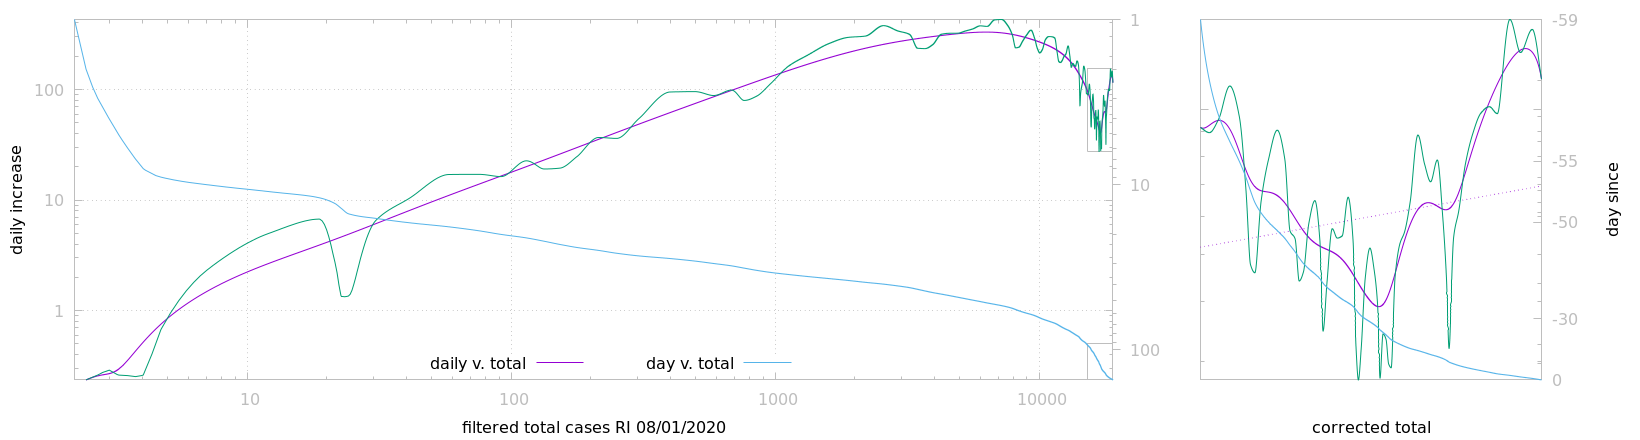 daily increase
100
10
1
daily v. total
day v. total
10
100
1000
10000
filtered total cases RI 08/01/2020
1
10
100
-59
-55
-50
-30
0
day since
corrected total